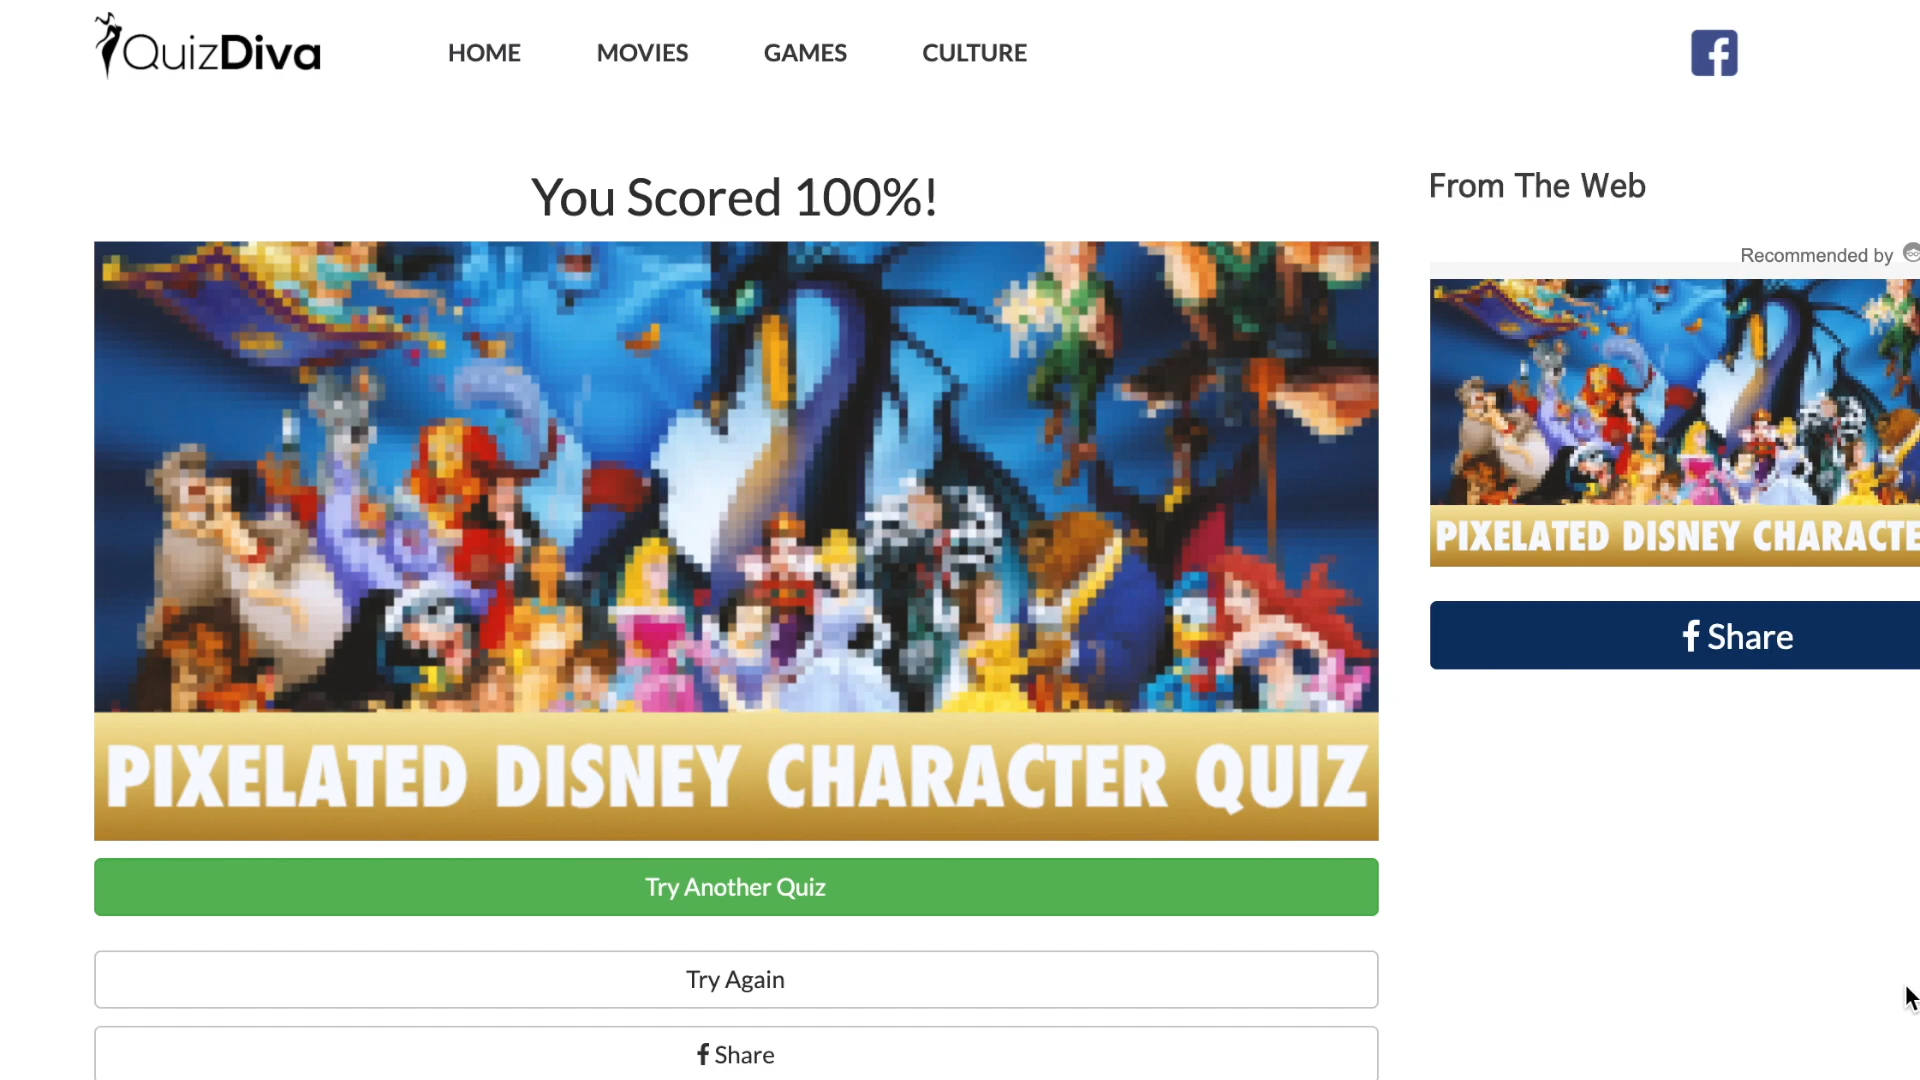 QuizDiva
HOME
MOVIES
GAMES
CULTURE
You Scored 100%!
From The Web
Recommended by
PIXELATED DISNEY CHARACTE
Share
PIXELATED DISNEY CHARACTER QUIZ
Try Another Quiz
Try Again
Share